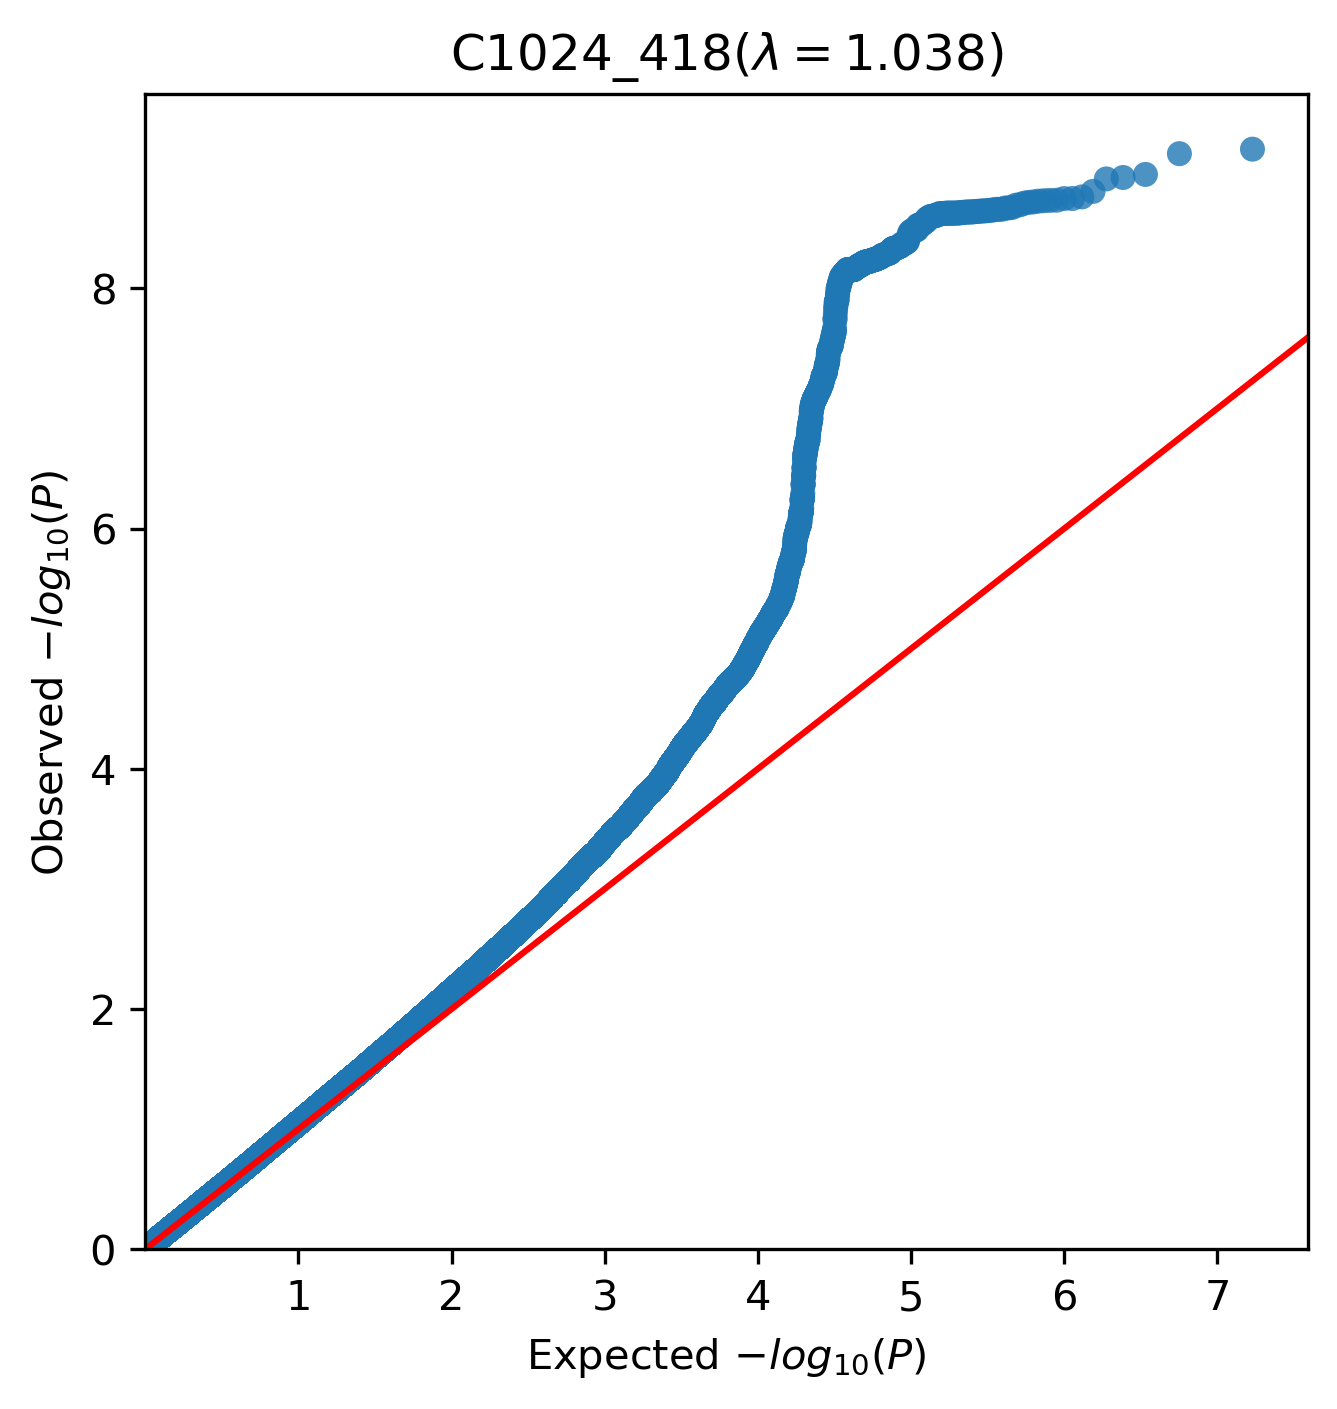 C1024_418(λ = 1.038)
Observed −log₁₀(P)
8
6
4
2
0
1 2 3 4 5 6 7
Expected −log₁₀(P)